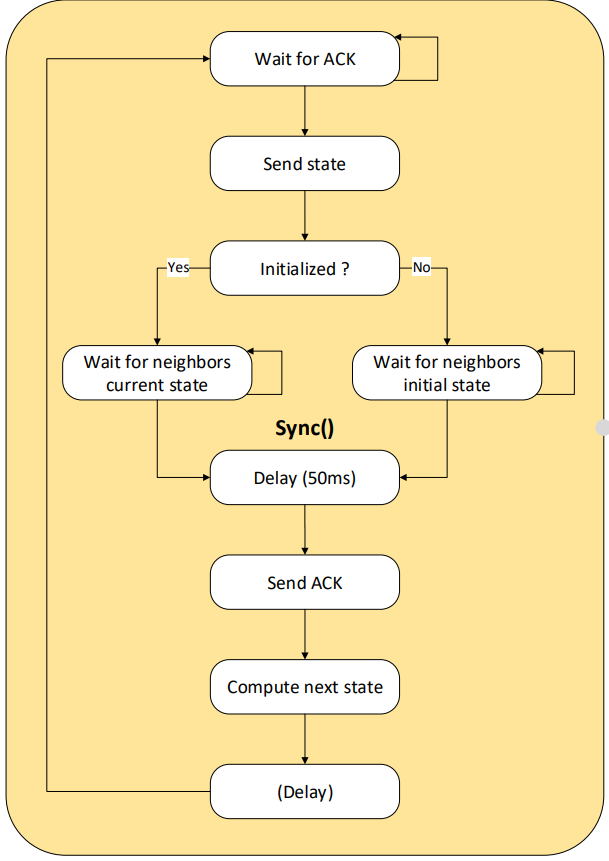 Wait for ACK
Send state
Initialized ?
Yes
No
Wait for neighbors
current state
Wait for neighbors
initial state
Sync()
Delay (50ms)
Send ACK
Compute next state
(Delay)